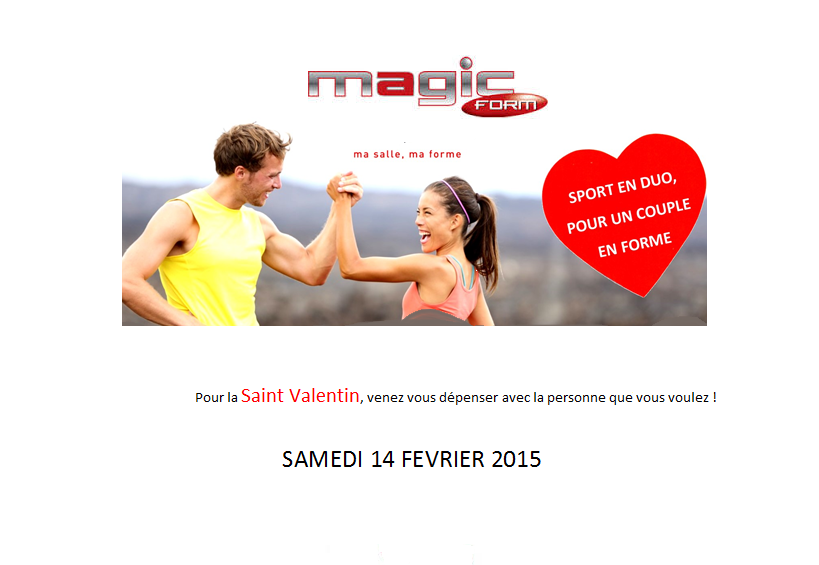 magic
FORM
ma salle, ma forme
SPORT EN DUO,
POUR UN COUPLE
EN FORME
Pour la Saint Valentin, venez vous dépenser avec la personne que vous voulez !
SAMEDI 14 FEVRIER 2015